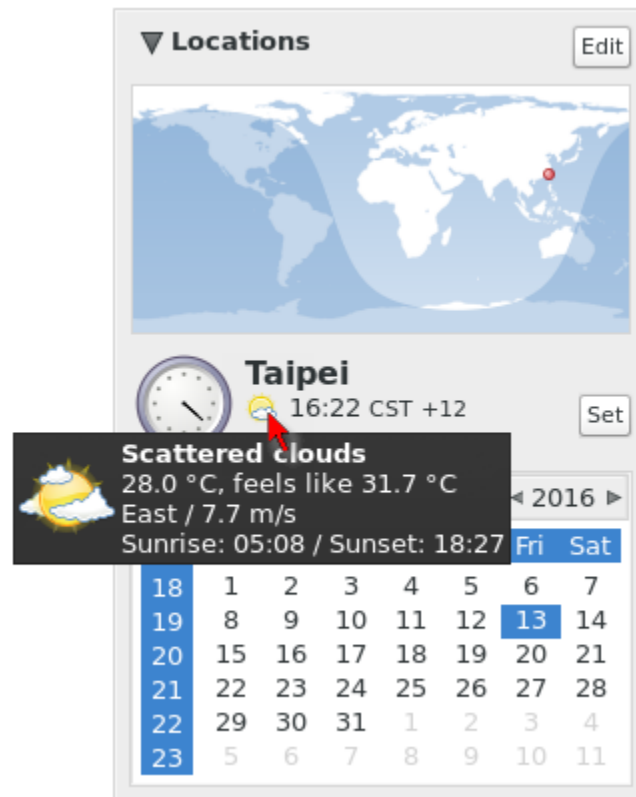 Locations
Edit
Taipei
16:22 CST +12
Set
Scattered clouds
28.0 °C, feels like 31.7 °C
East / 7.7 m/s
Sunrise: 05:08 / Sunset: 18:27
2016
Fri Sat
18 1 2 3 4 5 6 7
19 8 9 10 11 12 13 14
20 15 16 17 18 19 20 21
21 22 23 24 25 26 27 28
22 29 30 31 1 2 3 4
23 5 6 7 8 9 10 11